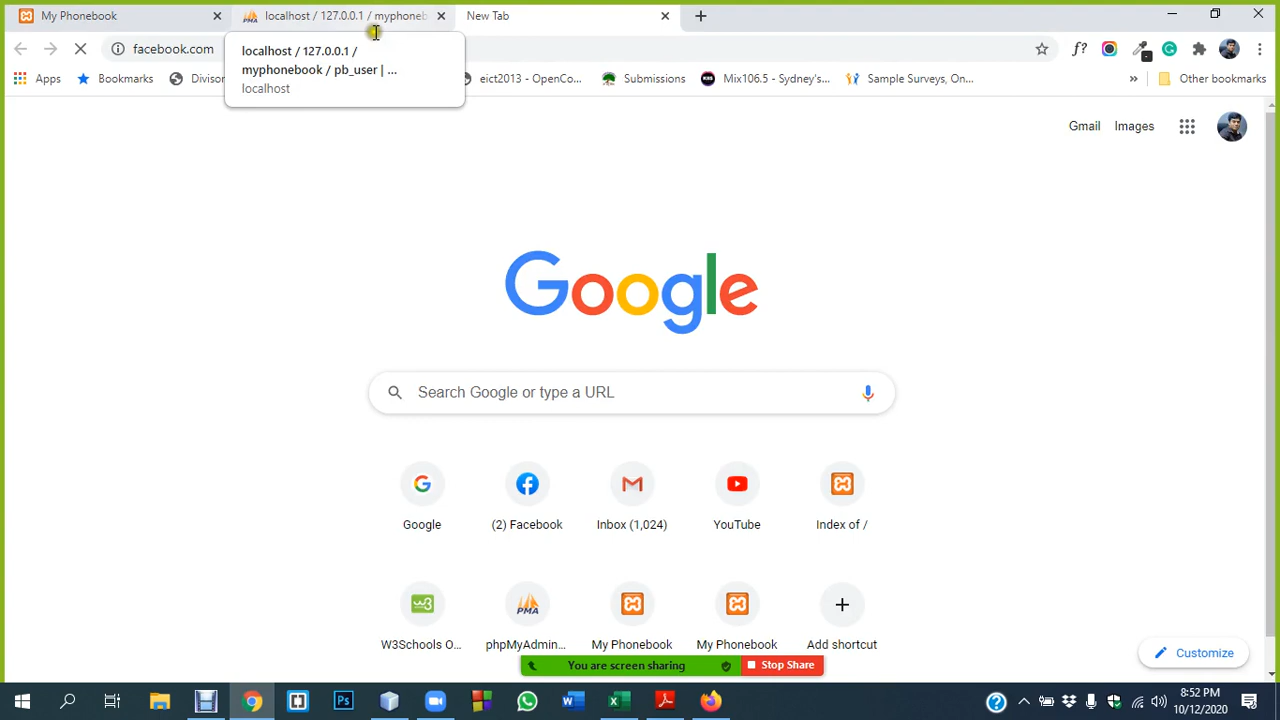 My Phonebook
localhost / 127.0.0.1 / myphoneb
New Tab
facebook.com
f?
localhost / 127.0.0.1 /
myphonebook / pb_user | ...
localhost
Apps
Bookmarks
Divisor
eict2013 - OpenCo...
Submissions
Mix106.5 - Sydney's...
Sample Surveys, On...
»
Other bookmarks
Gmail
Images
Google
Search Google or type a URL
Google
(2) Facebook
Inbox (1,024)
YouTube
Index of /
W3Schools O...
phpMyAdmin...
My Phonebook
My Phonebook
Add shortcut
Customize
You are screen sharing
Stop Share
8:52 PM
10/12/2020